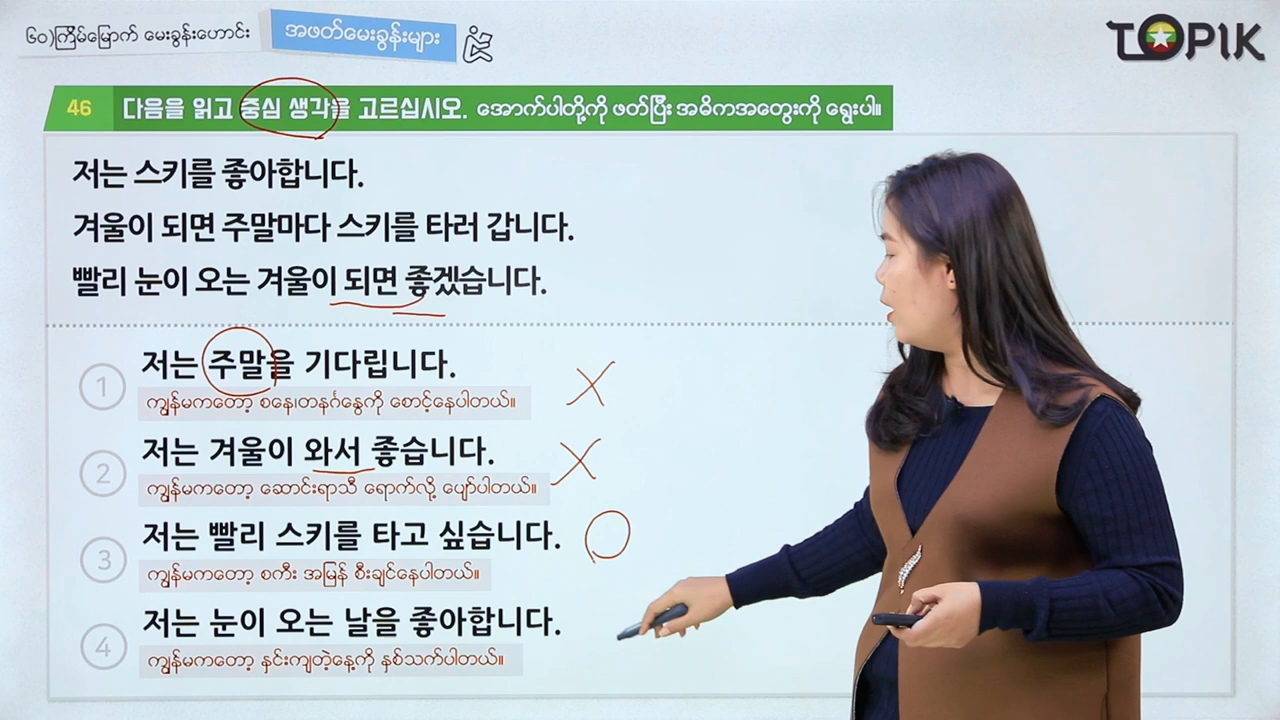 ၆၀)ကြိမ်မြောက် မေးခွန်းဟောင်း
အဖတ်မေးခွန်းများ
TOPIK
46 다음을 읽고 중심 생각을 고르십시오. အောက်ပါတို့ကို ဖတ်ပြီး အဓိကအတွေးကို ရွေးပါ။
저는 스키를 좋아합니다.
겨울이 되면 주말마다 스키를 타러 갑니다.
빨리 눈이 오는 겨울이 되면 좋겠습니다.
1 저는 주말을 기다립니다.
ကျွန်မကတော့ စနေ၊တနင်္ဂနွေကို စောင့်နေပါတယ်။
2 저는 겨울이 와서 좋습니다.
ကျွန်မကတော့ ဆောင်းရာသီ ရောက်လို့ ပျော်ပါတယ်။
3 저는 빨리 스키를 타고 싶습니다.
ကျွန်မကတော့ စကီး အမြန် စီးချင်နေပါတယ်။
4 저는 눈이 오는 날을 좋아합니다.
ကျွန်မကတော့ နှင်းကျတဲ့နေ့ကို နှစ်သက်ပါတယ်။